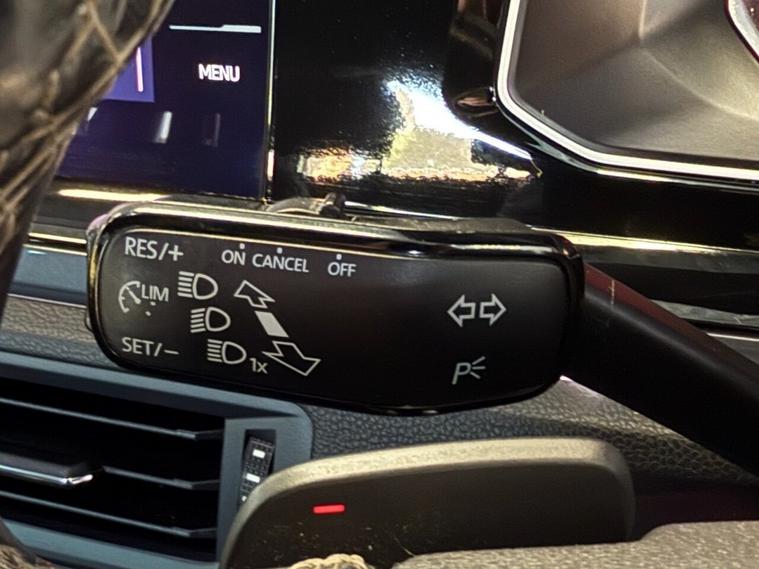 MENU
RES/+
ON CANCEL OFF
LIM
SET/−
1x
P